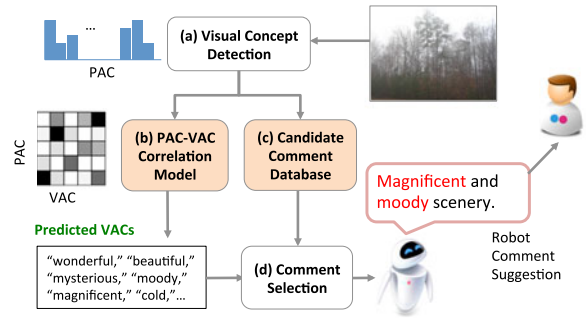 ...
PAC
(a) Visual Concept
Detection
PAC
VAC
(b) PAC-VAC
Correlation
Model
(c) Candidate
Comment
Database
Magnificent and
moody scenery.
Predicted VACs
"wonderful," "beautiful,"
"mysterious," "moody,"
"magnificent," "cold,"...
(d) Comment
Selection
Robot
Comment
Suggestion